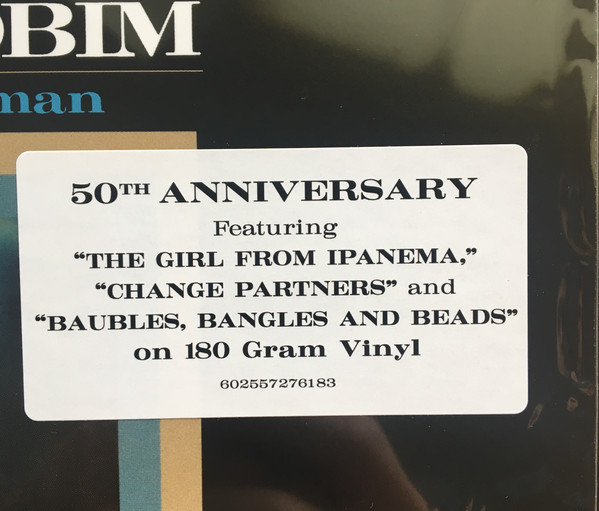 OBIM
man
50TH ANNIVERSARY
Featuring
“THE GIRL FROM IPANEMA,”
“CHANGE PARTNERS” and
“BAUBLES, BANGLES AND BEADS”
on 180 Gram Vinyl
602557276183